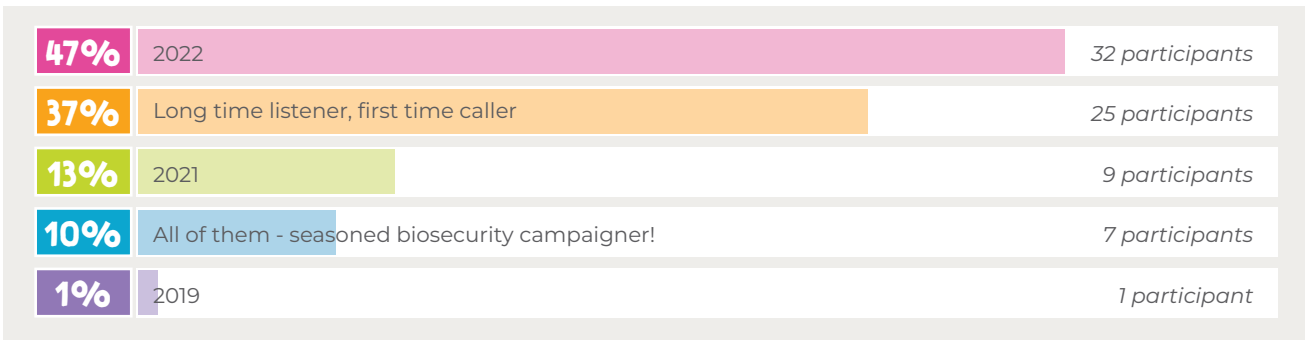 47% 2022 32 participants
37% Long time listener, first time caller 25 participants
13% 2021 9 participants
10% All of them - seasoned biosecurity campaigner! 7 participants
1% 2019 1 participant